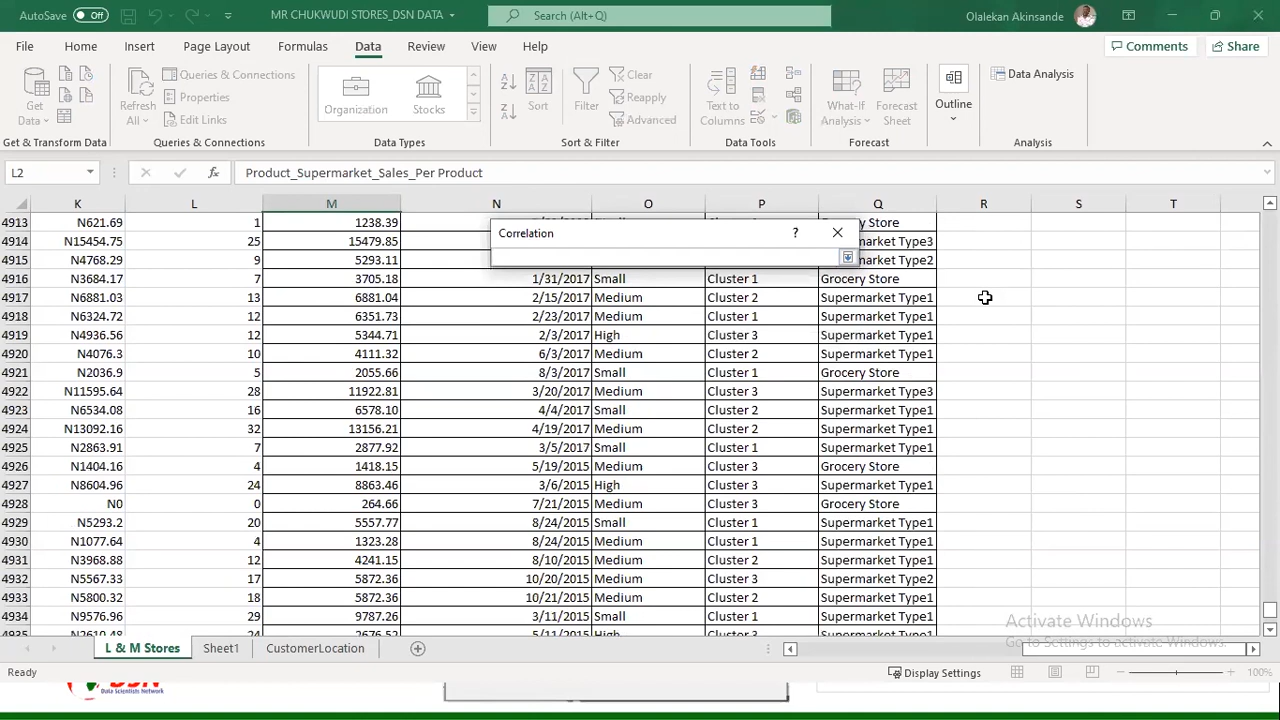 AutoSave Off MR CHUKWUDI STORES_DSN DATA Search (Alt+Q) Olalekan Akinsande
File Home Insert Page Layout Formulas Data Review View Help Comments Share
Get Data Refresh All Queries & Connections Properties Edit Links Organization Stocks Sort Filter Clear Reapply Advanced Text to Columns What-If Analysis Forecast Sheet Outline Data Analysis
Get & Transform Data Queries & Connections Data Types Sort & Filter Data Tools Forecast Analysis
L2 fx Product_Supermarket_Sales_Per Product
K L M N O P Q R S T
4913 N621.69 1 1238.39
4914 N15454.75 25 15479.85 market Type3
4915 N4768.29 9 5293.11 market Type2
Correlation ?
4916 N3684.17 7 3705.18 1/31/2017 Small Cluster 1 Grocery Store
4917 N6881.03 13 6881.04 2/15/2017 Medium Cluster 2 Supermarket Type1
4918 N6324.72 12 6351.73 2/23/2017 Medium Cluster 1 Supermarket Type1
4919 N4936.56 12 5344.71 2/3/2017 High Cluster 3 Supermarket Type1
4920 N4076.3 10 4111.32 6/3/2017 Medium Cluster 2 Supermarket Type1
4921 N2036.9 5 2055.66 8/3/2017 Small Cluster 1 Grocery Store
4922 N11595.64 28 11922.81 3/20/2017 Medium Cluster 3 Supermarket Type3
4923 N6534.08 16 6578.10 4/4/2017 Small Cluster 2 Supermarket Type1
4924 N13092.16 32 13156.21 4/19/2017 Medium Cluster 2 Supermarket Type1
4925 N2863.91 7 2877.92 3/5/2017 Small Cluster 1 Supermarket Type1
4926 N1404.16 4 1418.15 5/19/2015 Medium Cluster 3 Grocery Store
4927 N8604.96 24 8863.46 3/6/2015 High Cluster 3 Supermarket Type1
4928 N0 0 264.66 7/21/2015 Medium Cluster 3 Grocery Store
4929 N5293.2 20 5557.77 8/24/2015 Small Cluster 1 Supermarket Type1
4930 N1077.64 4 1323.28 8/24/2015 Medium Cluster 1 Supermarket Type1
4931 N3968.88 12 4241.15 8/10/2015 Medium Cluster 2 Supermarket Type1
4932 N5567.33 17 5872.36 10/20/2015 Medium Cluster 3 Supermarket Type2
4933 N5800.32 18 5872.36 10/21/2015 Medium Cluster 2 Supermarket Type1
4934 N9576.96 29 9787.26 3/11/2015 Small Cluster 1 Supermarket Type1
Activate Windows
Go to Settings to activate Windows.
L & M Stores Sheet1 CustomerLocation
Ready Display Settings 100%
DSN
Data Scientists Network